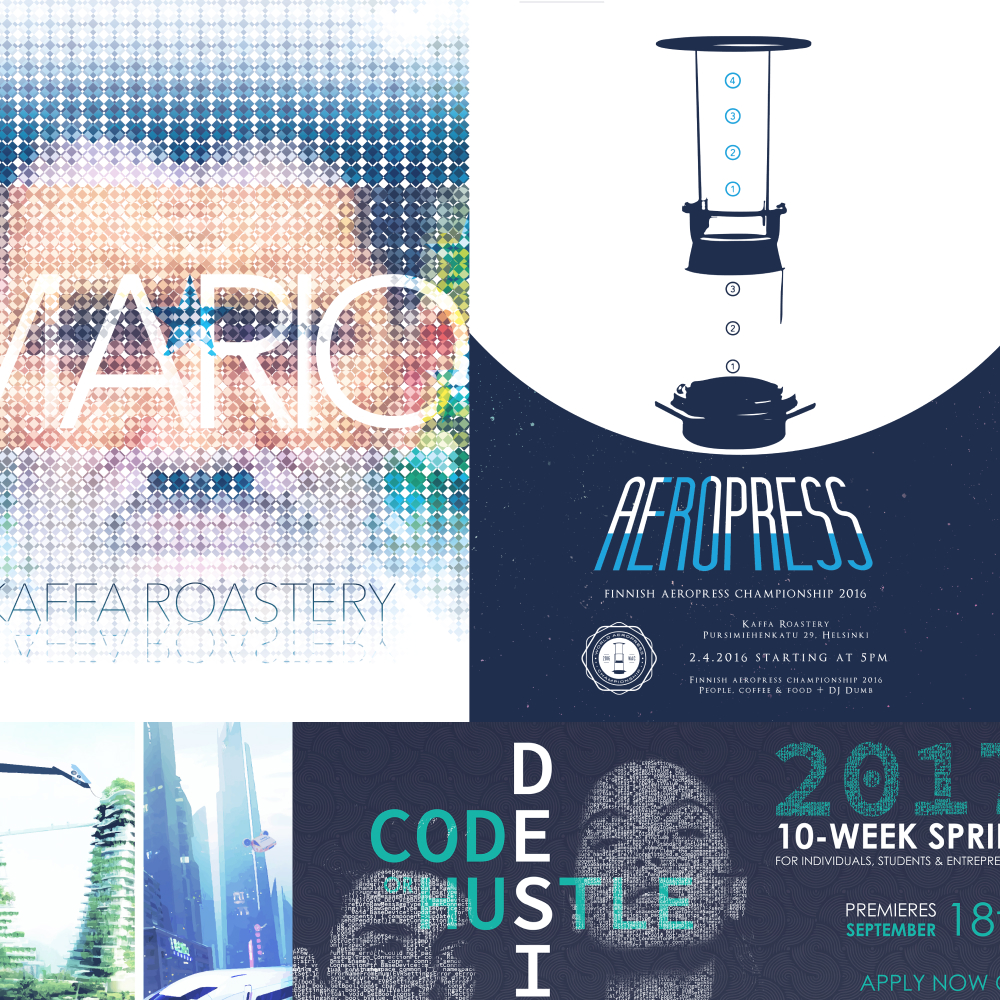 MARIO
KAFFA ROASTERY
4
3
2
1
3
2
1
AEROPRESS
FINNISH AEROPRESS CHAMPIONSHIP 2016
KAFFA ROASTERY
PURSIMIEHENKATU 29, HELSINKI
2.4.2016 STARTING AT 5PM
FINNISH AEROPRESS CHAMPIONSHIP 2016
PEOPLE, COFFEE & FOOD + DJ DUMB
DESI
CODE
OR
HUSTLE
2017
10-WEEK SPRI
FOR INDIVIDUALS, STUDENTS & ENTREPRE
PREMIERES
SEPTEMBER
18
APPLY NOW